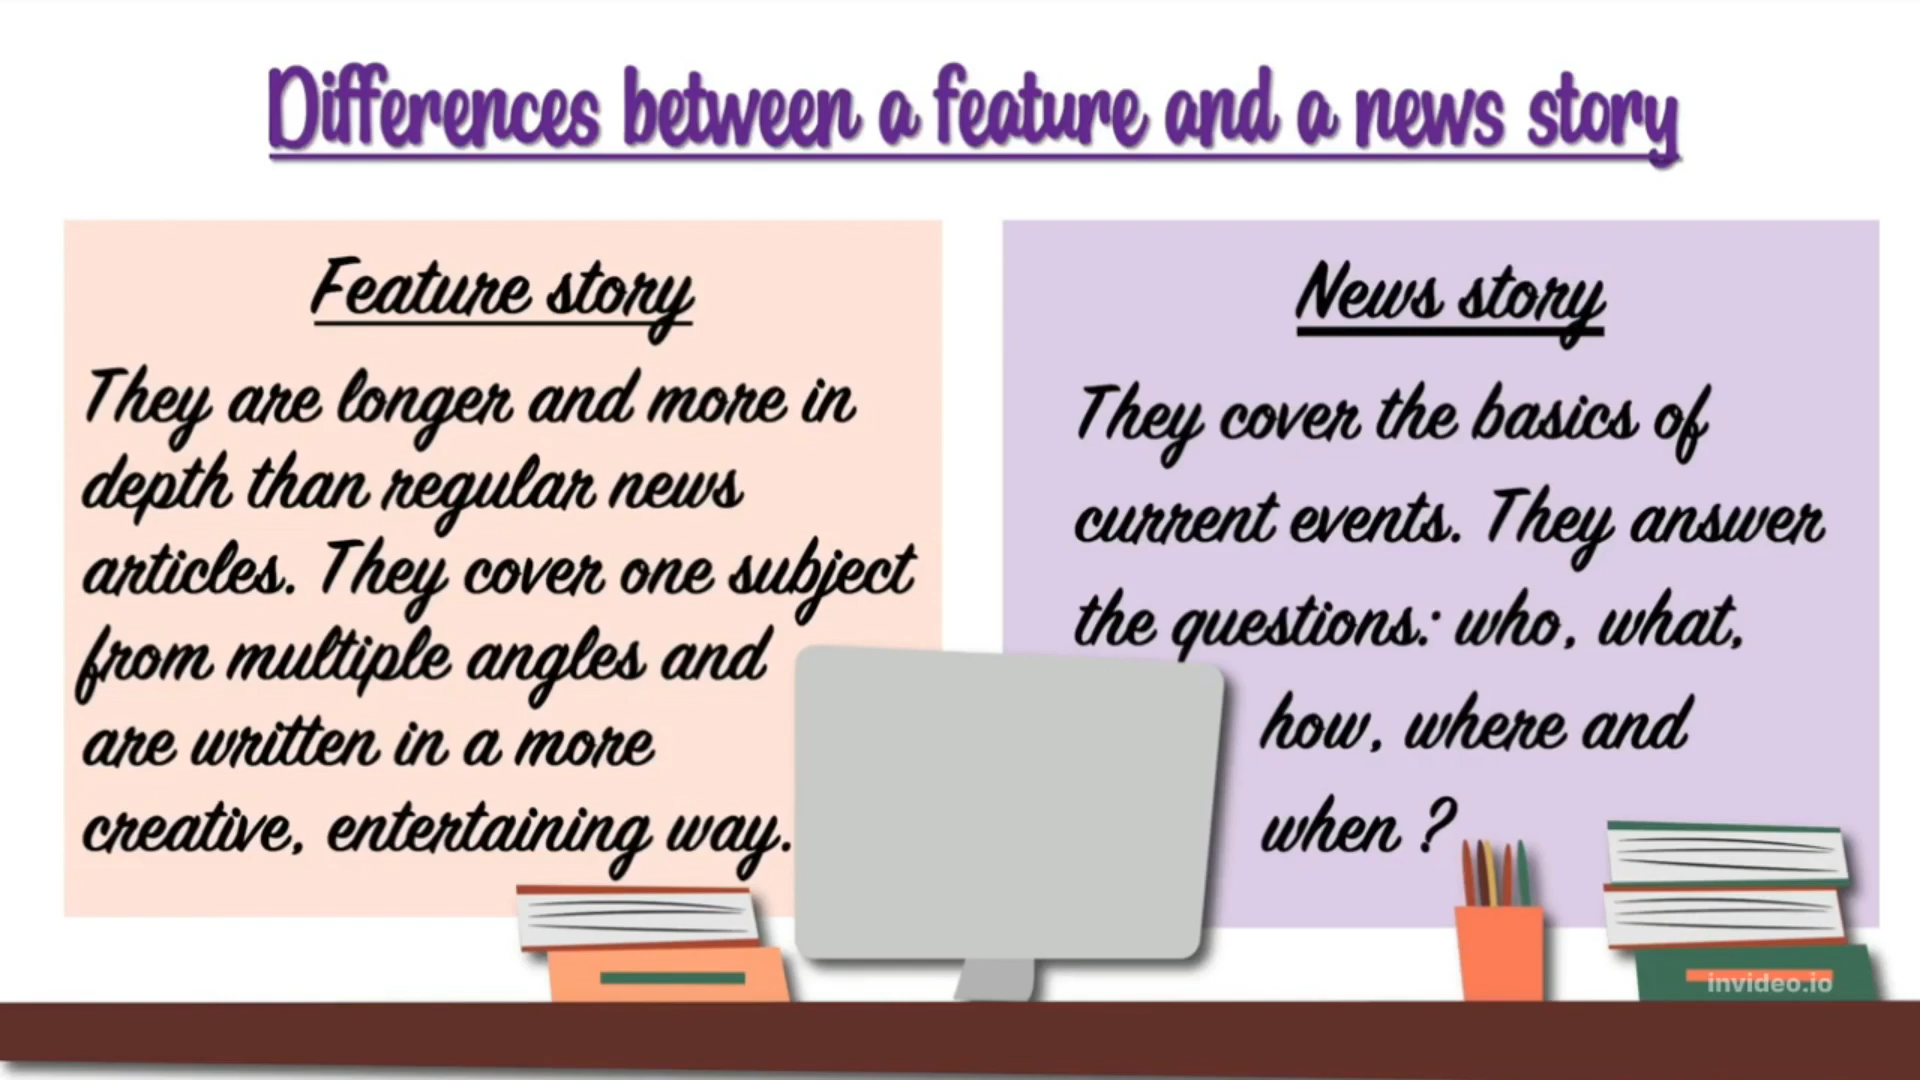 Differences between a feature and a news story
Feature story
They are longer and more in
depth than regular news
articles. They cover one subject
from multiple angles and
are written in a more
creative, entertaining way.
News story
They cover the basics of
current events. They answer
the questions: who, what,
how, where and
when ?
invideo.io